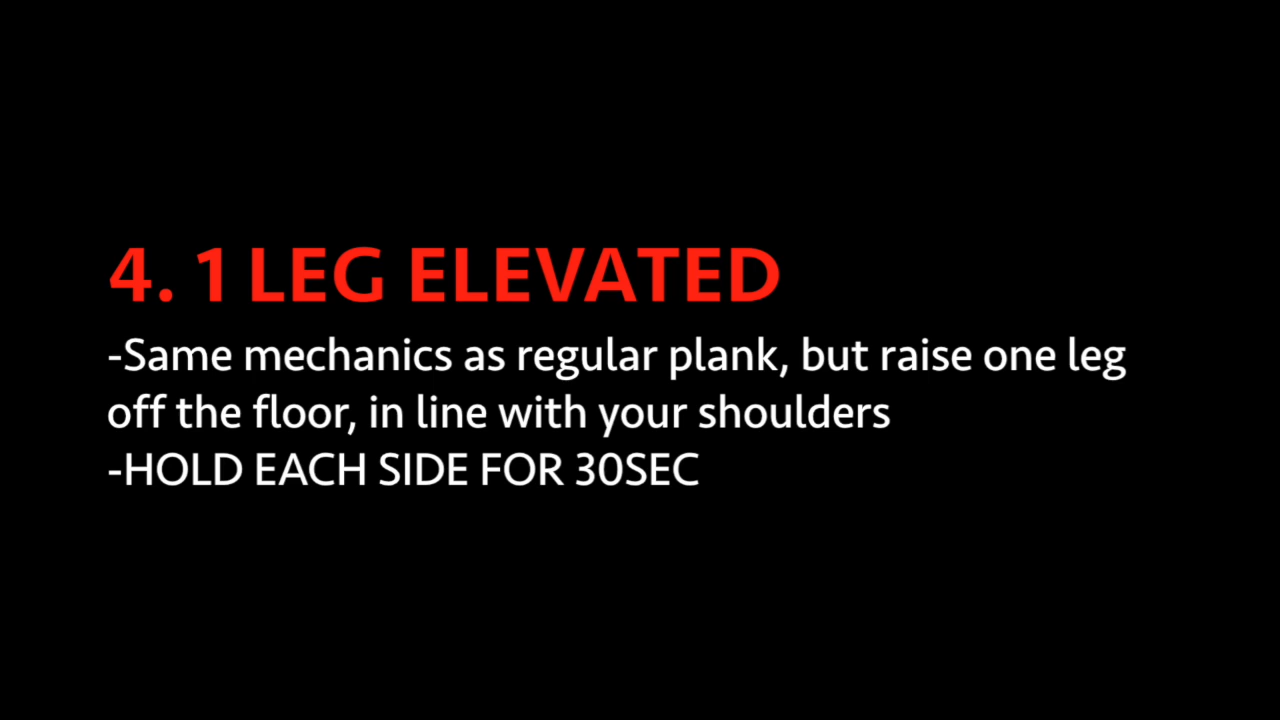 4. 1 LEG ELEVATED
-Same mechanics as regular plank, but raise one leg
off the floor, in line with your shoulders
-HOLD EACH SIDE FOR 30SEC